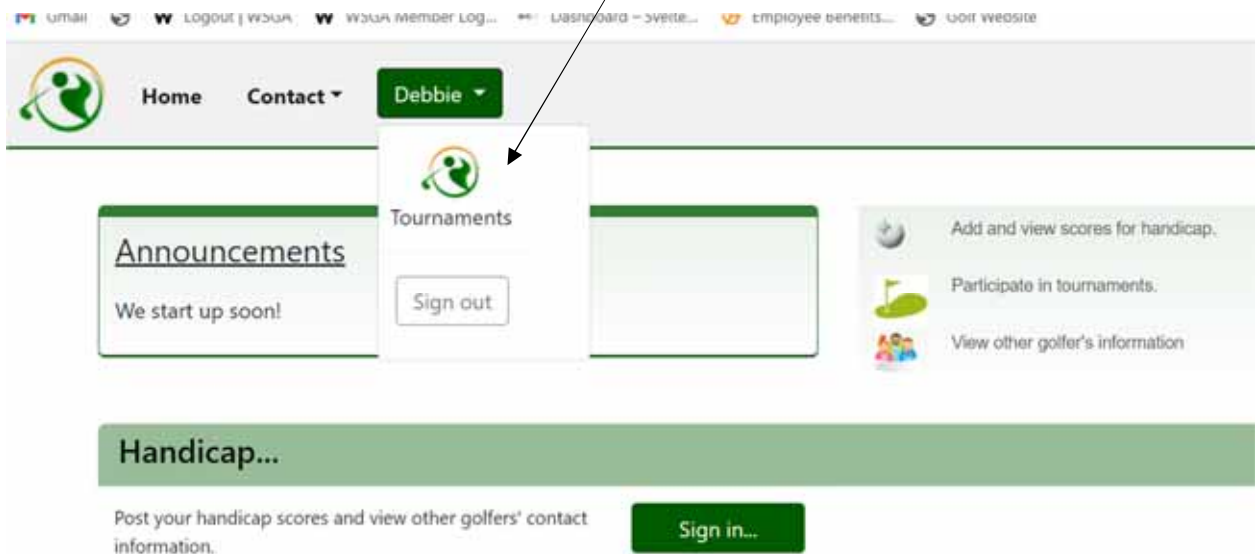 Gmail Logout | WSGA WSGA Member Log... Dashboard – Svelte... Employee Benefits... Golf Website
Home Contact Debbie
Tournaments
Sign out
Announcements
We start up soon!
Add and view scores for handicap.
Participate in tournaments.
View other golfer's information
Handicap...
Post your handicap scores and view other golfers' contact
information.
Sign in...